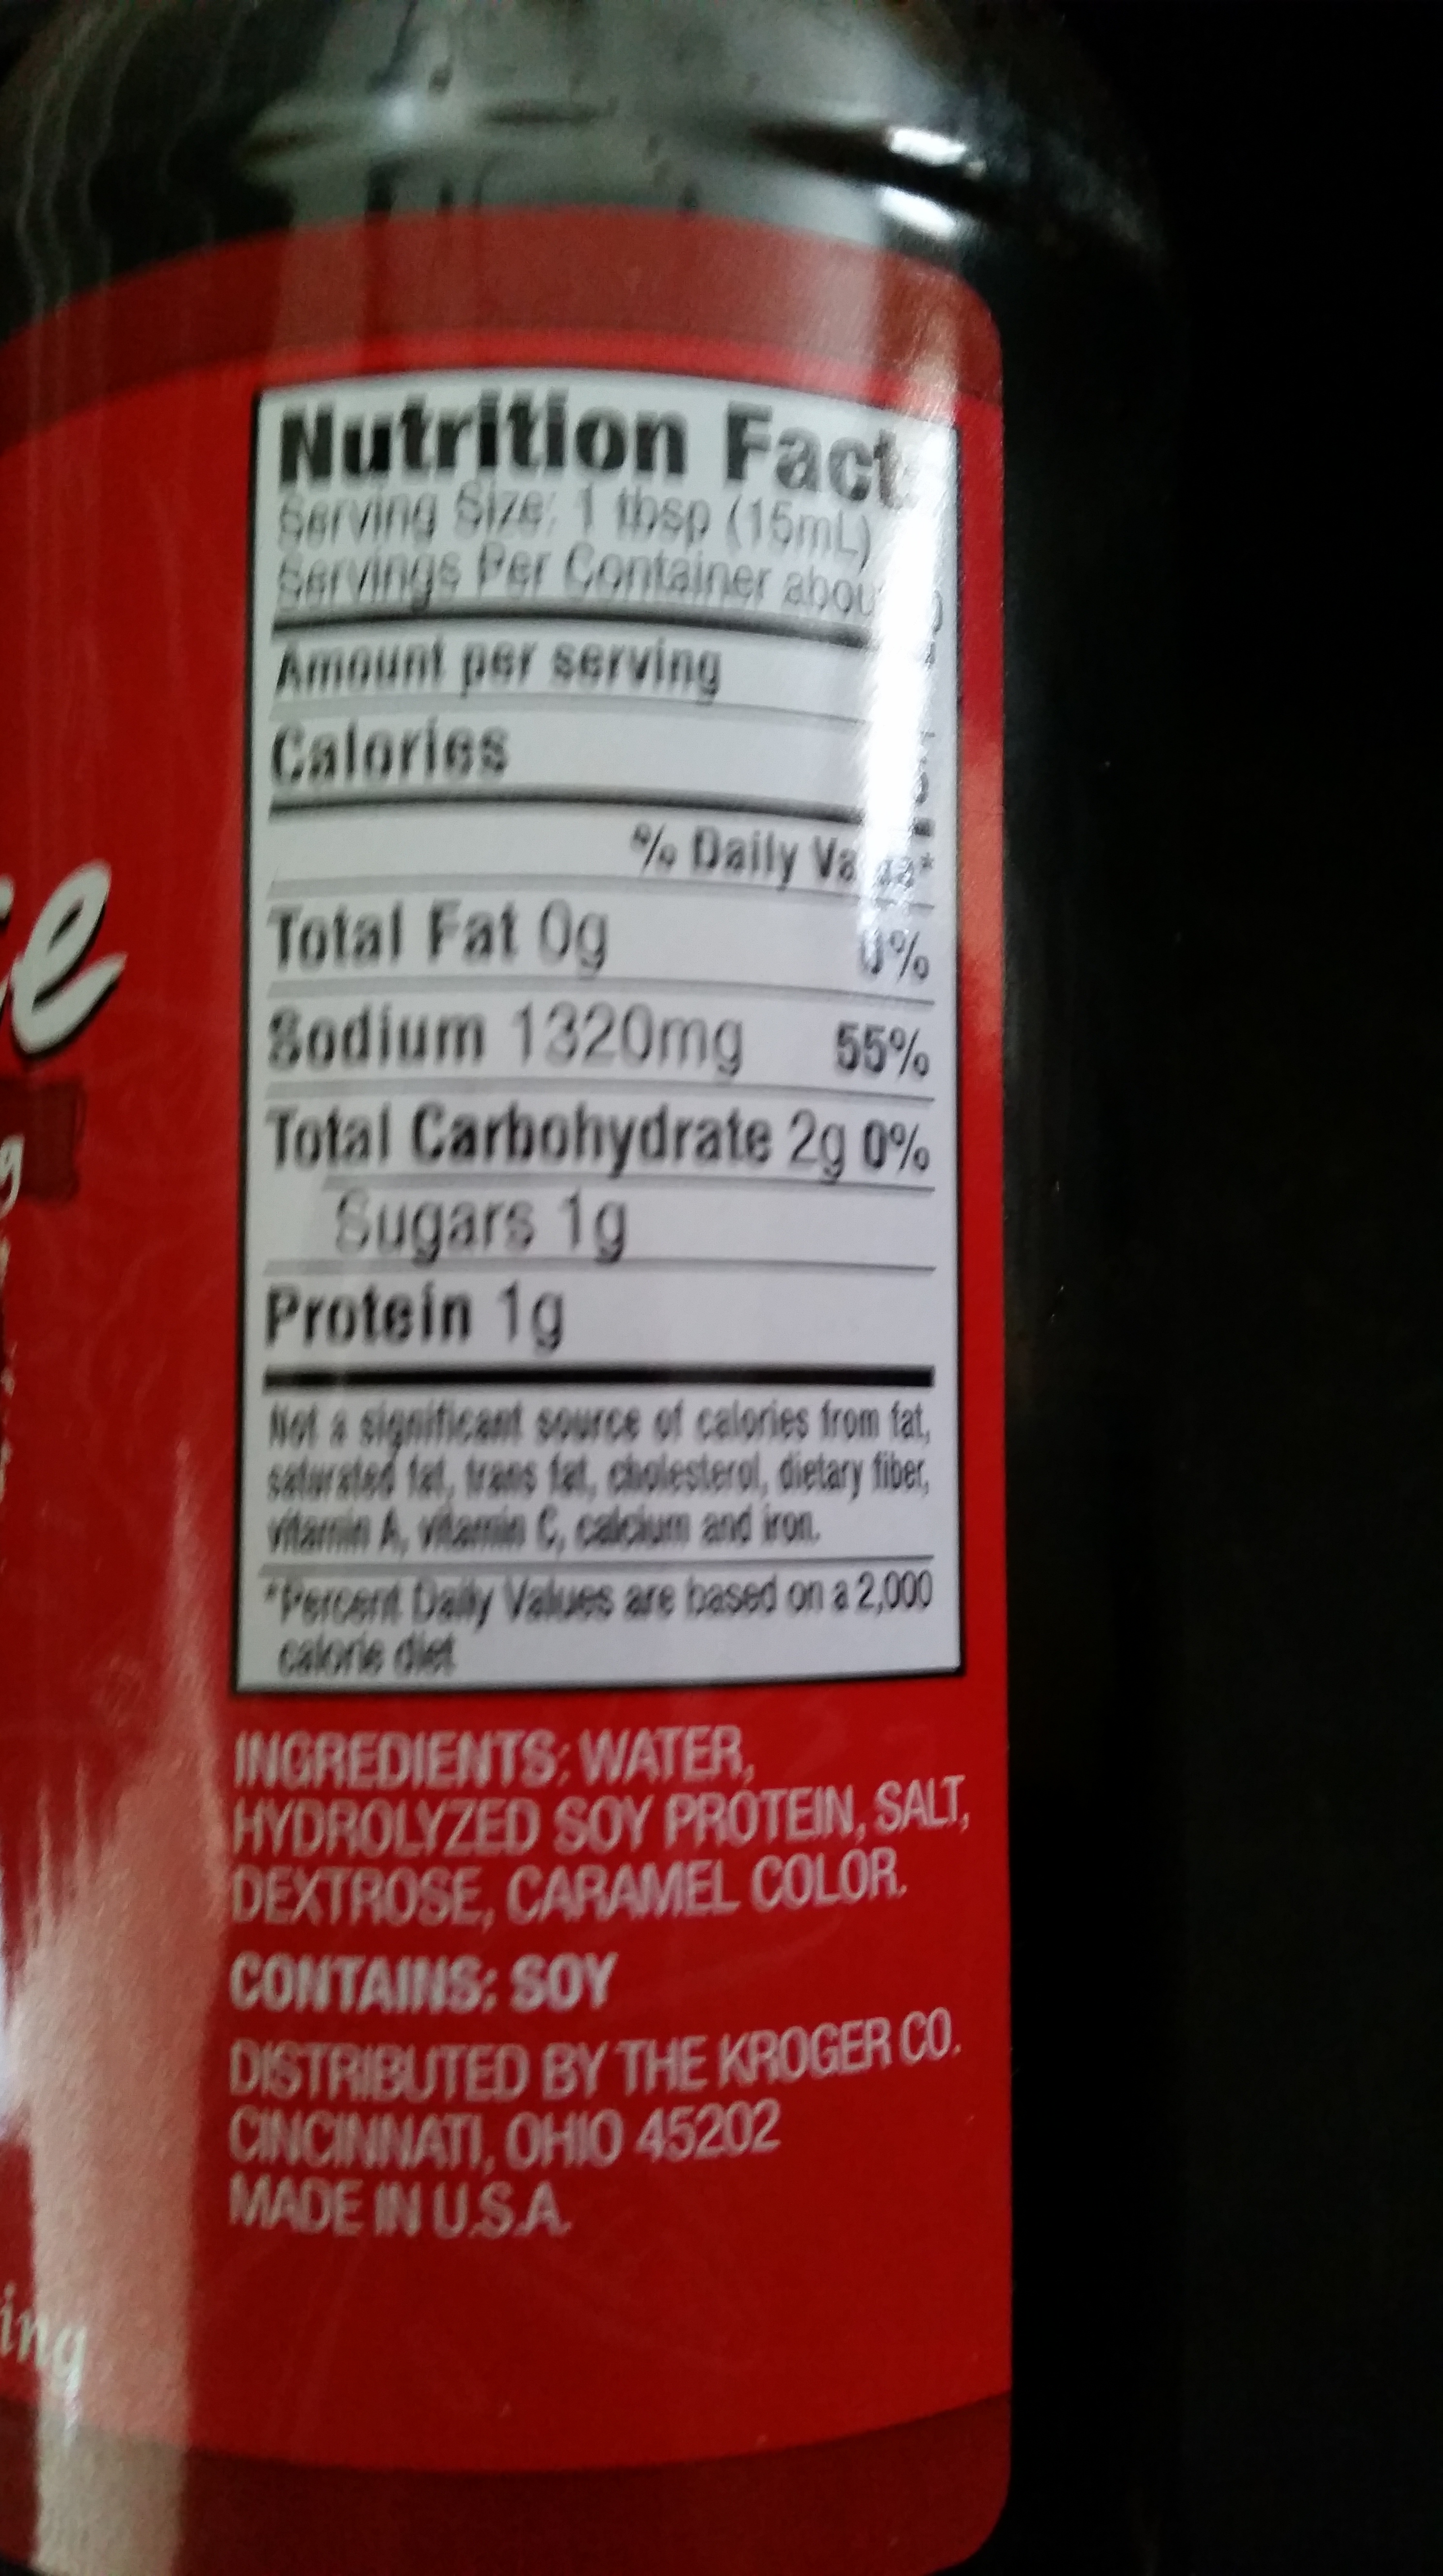 Nutrition Fact
Serving Size: 1 tbsp (15mL)
Servings Per Container
Amount per serving
Calories
% Daily
Total Fat 0g 0%
Sodium 1320mg 55%
Total Carbohydrate 2g 0%
Sugars 1g
Protein 1g
Not a significant source of calories from fat,
saturated fat, trans fat, cholesterol, dietary fiber,
vitamin A, vitamin C, calcium and iron.
*Percent Daily Values are based on a 2,000
calorie diet
INGREDIENTS: WATER,
HYDROLYZED SOY PROTEIN, SALT,
DEXTROSE, CARAMEL COLOR.
CONTAINS: SOY
DISTRIBUTED BY THE KROGER CO.
CINCINNATI, OHIO 45202
MADE IN U.S.A.
ing